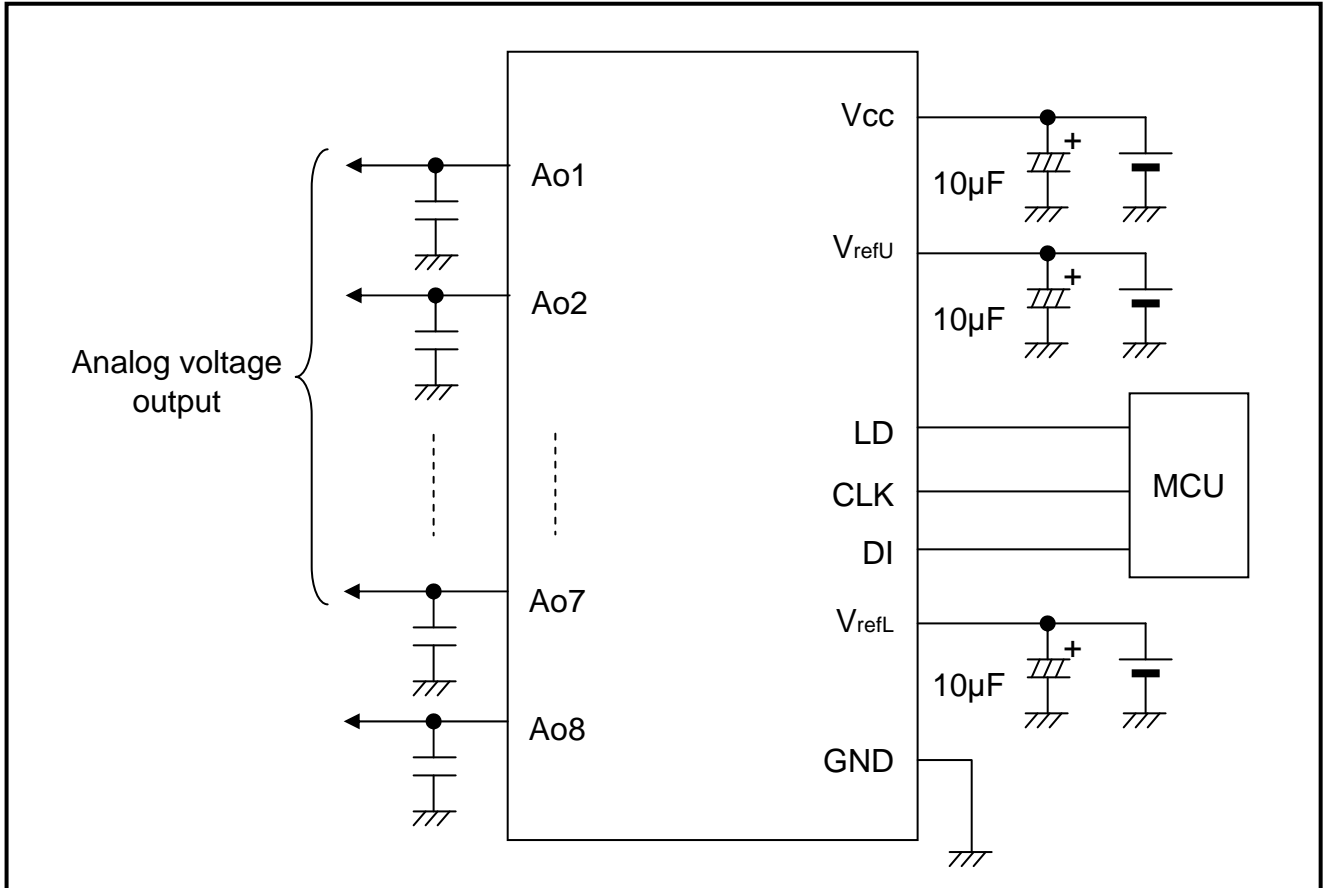 Analog voltage
output
Ao1
Ao2
Ao7
Ao8
Vcc
10µF
+
VrefU
10µF
+
LD
CLK
DI
MCU
VrefL
10µF
+
GND